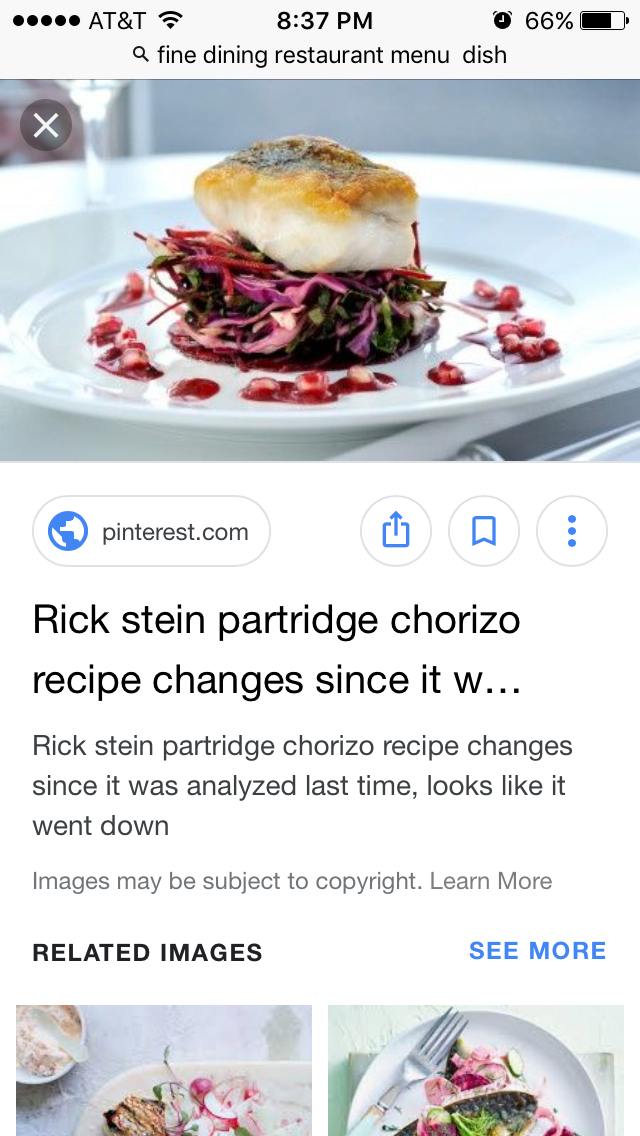 AT&T 8:37 PM 66%
fine dining restaurant menu dish
pinterest.com
Rick stein partridge chorizo
recipe changes since it w…
Rick stein partridge chorizo recipe changes
since it was analyzed last time, looks like it
went down
Images may be subject to copyright. Learn More
RELATED IMAGES SEE MORE